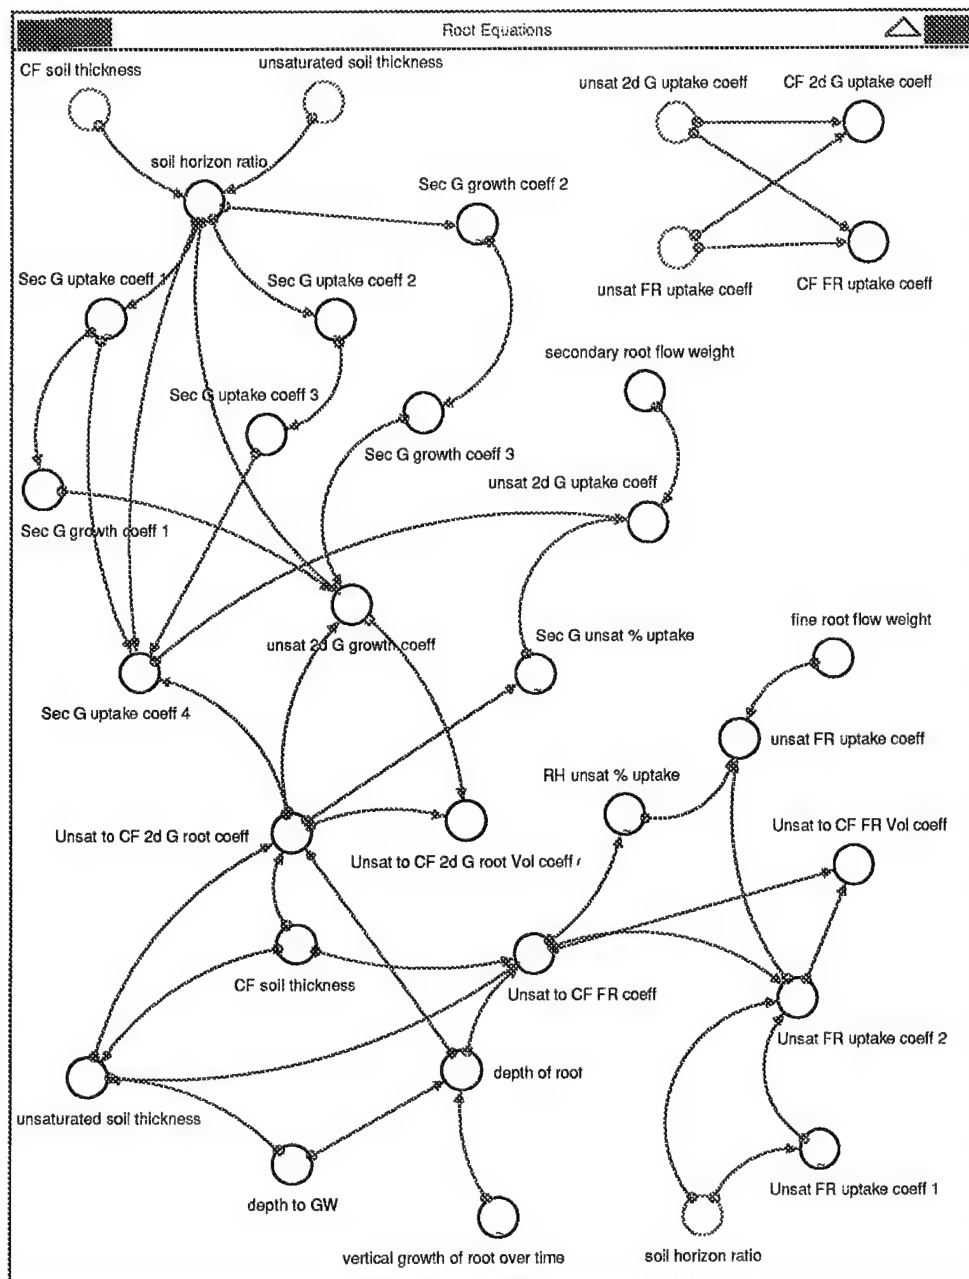 Root Equations
CF soil thickness
unsaturated soil thickness
unsat 2d G uptake coeff
CF 2d G uptake coeff
soil horizon ratio
Sec G growth coeff 2
Sec G uptake coeff 1
Sec G uptake coeff 2
unsat FR uptake coeff
CF FR uptake coeff
secondary root flow weight
Sec G uptake coeff 3
Sec G growth coeff 3
unsat 2d G uptake coeff
Sec G growth coeff 1
unsat 2d G growth coeff
Sec G unsat % uptake
fine root flow weight
Sec G uptake coeff 4
unsat FR uptake coeff
RH unsat % uptake
Unsat to CF 2d G root coeff
Unsat to CF 2d G root Vol coeff
Unsat to CF FR Vol coeff
CF soil thickness
Unsat to CF FR coeff
Unsat FR uptake coeff 2
depth of root
unsaturated soil thickness
depth to GW
Unsat FR uptake coeff 1
vertical growth of root over time
soil horizon ratio